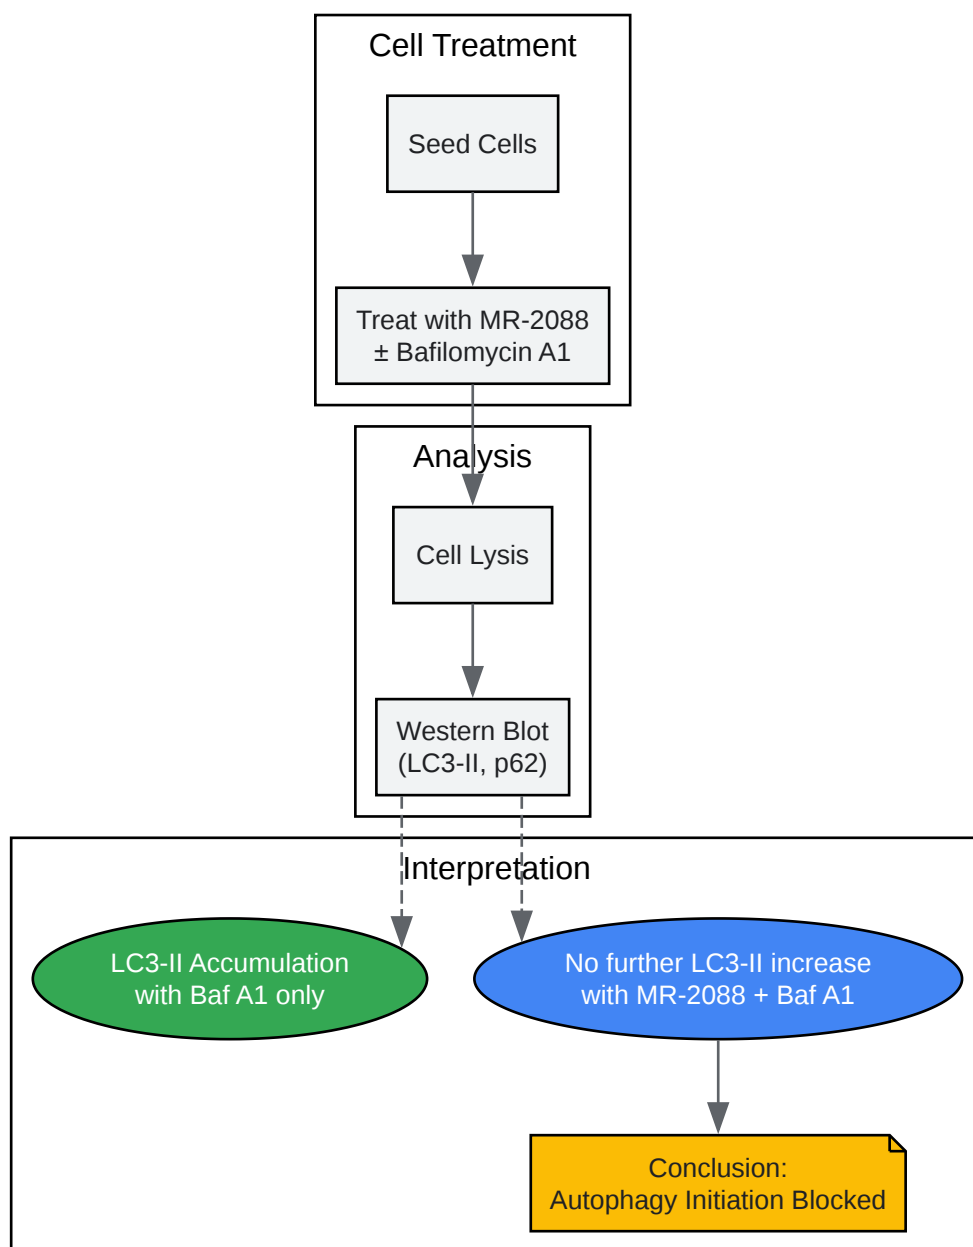 Cell Treatment
Seed Cells
Treat with MR-2088
± Bafilomycin A1
Analysis
Cell Lysis
Western Blot
(LC3-II, p62)
Interpretation
LC3-II Accumulation
with Baf A1 only
No further LC3-II increase
with MR-2088 + Baf A1
Conclusion:
Autophagy Initiation Blocked